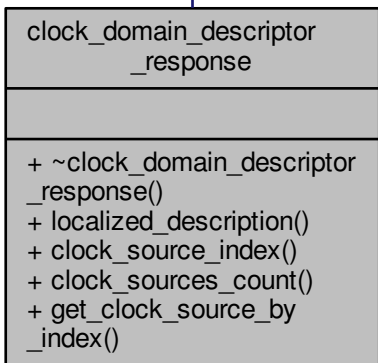 clock_domain_descriptor
_response
+ ~clock_domain_descriptor
_response()
+ localized_description()
+ clock_source_index()
+ clock_sources_count()
+ get_clock_source_by
_index()